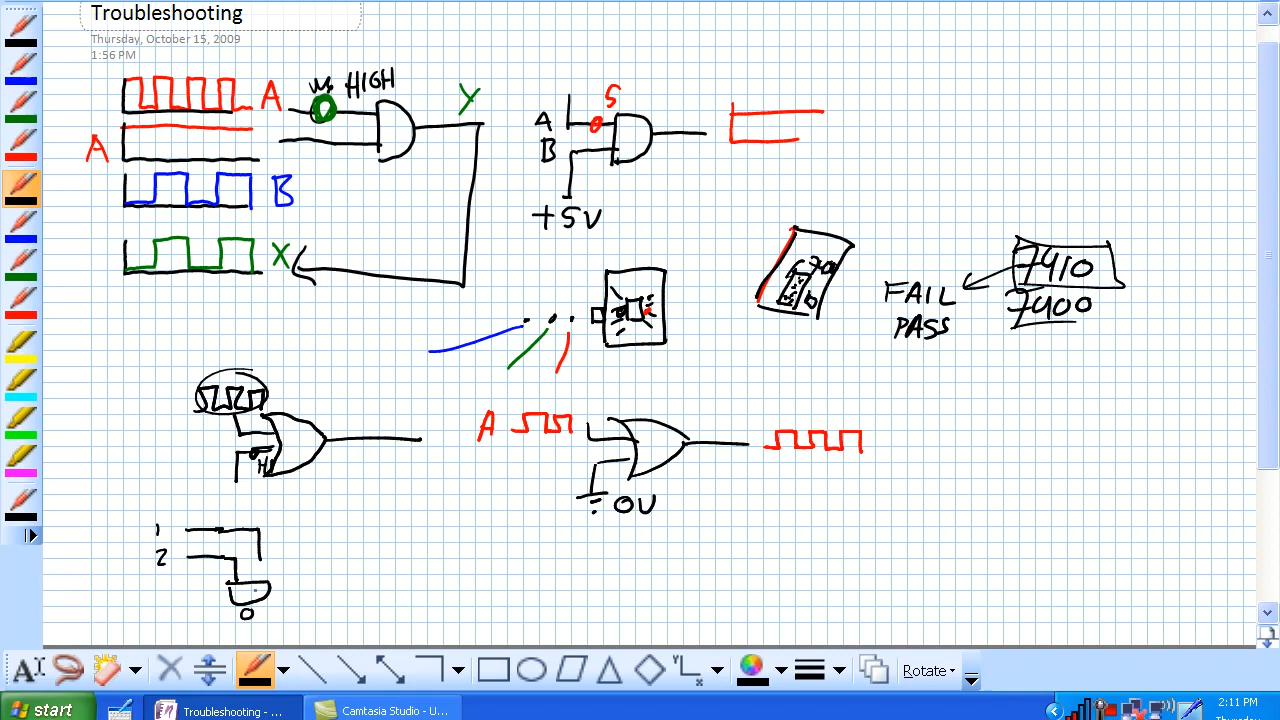 Troubleshooting
Thursday, October 15, 2009
1:56 PM
A
HIGH
Y
A
B
X
A
S
B
+5V
FAIL
PASS
7410
7400
A
0V
1
2
0
Rotate
start
Troubleshooting - ...
Camtasia Studio - U...
2:11 PM
Thursday